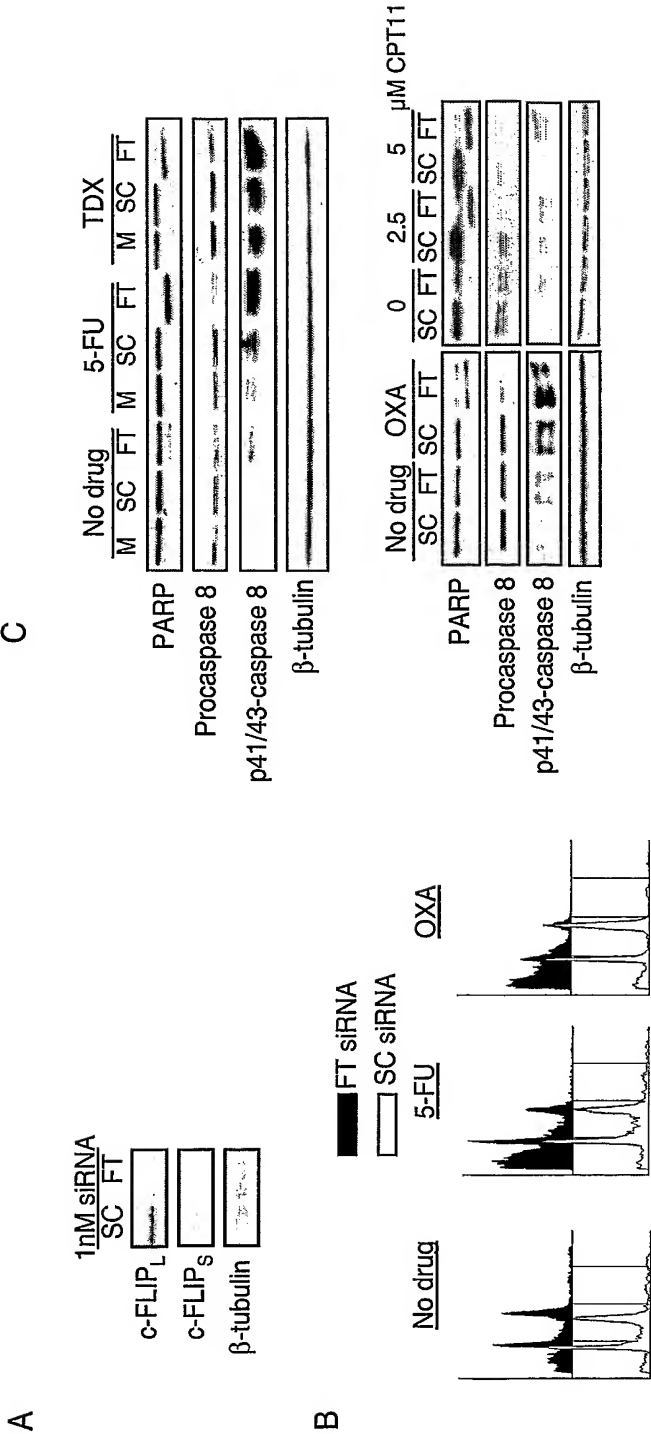 A
1nM siRNA
SC FT
c-FLIPL
c-FLIPS
β-tubulin
B
FT siRNA
SC siRNA
No drug
5-FU
OXA
C
No drug 5-FU TDX
M SC FT M SC FT M SC FT
PARP
Procaspase 8
p41/43-caspase 8
β-tubulin
No drug OXA 0 2.5 5 µM CPT11
SC FT SC FT SC FT SC FT SC FT
PARP
Procaspase 8
p41/43-caspase 8
β-tubulin